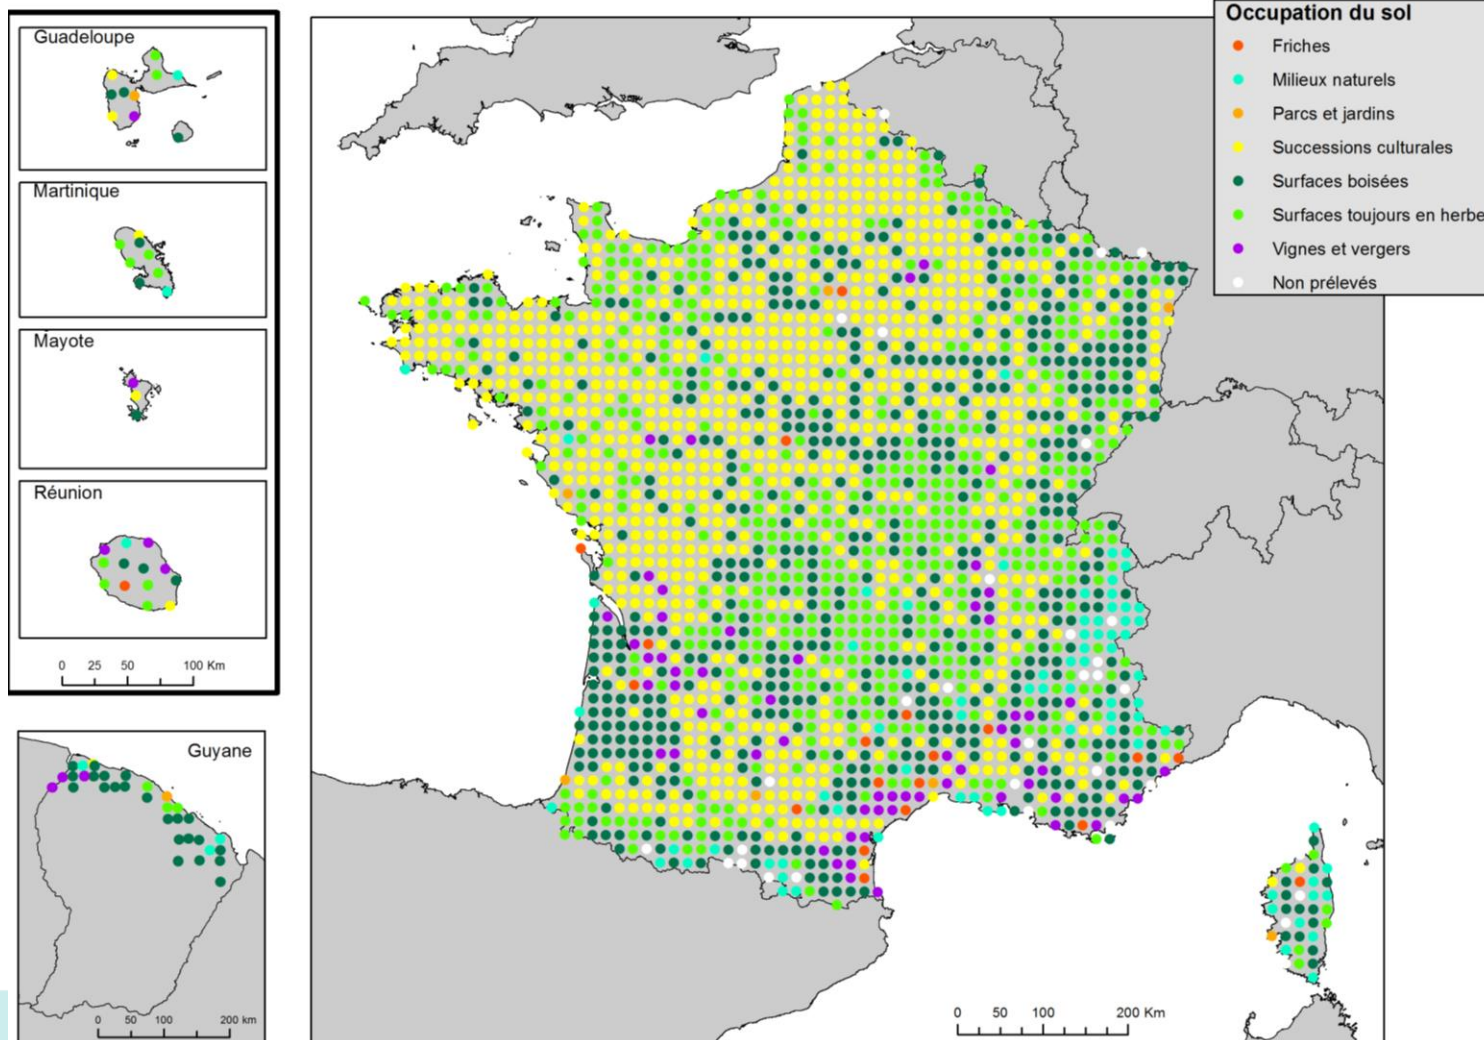 Guadeloupe
Martinique
Mayote
Réunion
0 25 50 100 Km
Guyane
0 50 100 200 km
Occupation du sol
Friches
Milieux naturels
Parcs et jardins
Successions culturales
Surfaces boisées
Surfaces toujours en herbe
Vignes et vergers
Non prélevés
0 50 100 200 Km